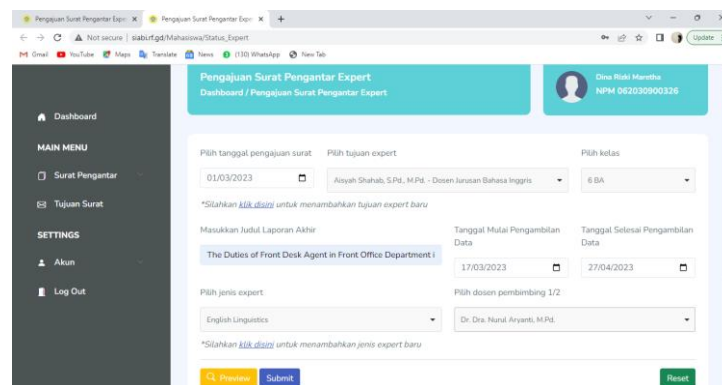 Pengajuan Surat Pengantar Expe
Pengajuan Surat Pengantar Expe
Not secure | siabirf.gd/Mahasiswa/Status_Expert
Update
Gmail YouTube Maps Translate News (130) WhatsApp New Tab
Pengajuan Surat Pengantar Expert
Dashboard / Pengajuan Surat Pengantar Expert
Dina Rizki Maretha
NPM 062030900326
Dashboard
MAIN MENU
Surat Pengantar
Tujuan Surat
SETTINGS
Akun
Log Out
Pilih tanggal pengajuan surat Pilih tujuan expert Pilih kelas
01/03/2023 Aisyah Shahab, S.Pd., M.Pd. - Dosen Jurusan Bahasa Inggris 6 BA
*Silahkan klik disini untuk menambahkan tujuan expert baru
Masukkan Judul Laporan Akhir Tanggal Mulai Pengambilan Data Tanggal Selesai Pengambilan Data
The Duties of Front Desk Agent in Front Office Department i
17/03/2023 27/04/2023
Pilih jenis expert Pilih dosen pembimbing 1/2
English Linguistics Dr. Dra. Nurul Aryanti, M.Pd.
*Silahkan klik disini untuk menambahkan jenis expert baru
Preview Submit Reset